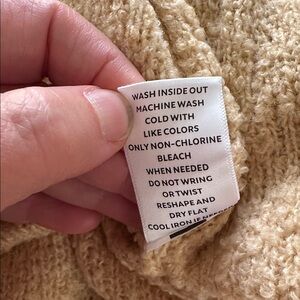 WASH INSIDE OUT
MACHINE WASH
COLD WITH
LIKE COLORS
ONLY NON-CHLORINE
BLEACH
WHEN NEEDED
DO NOT WRING
OR TWIST
RESHAPE AND
DRY FLAT
COOL IRON IF